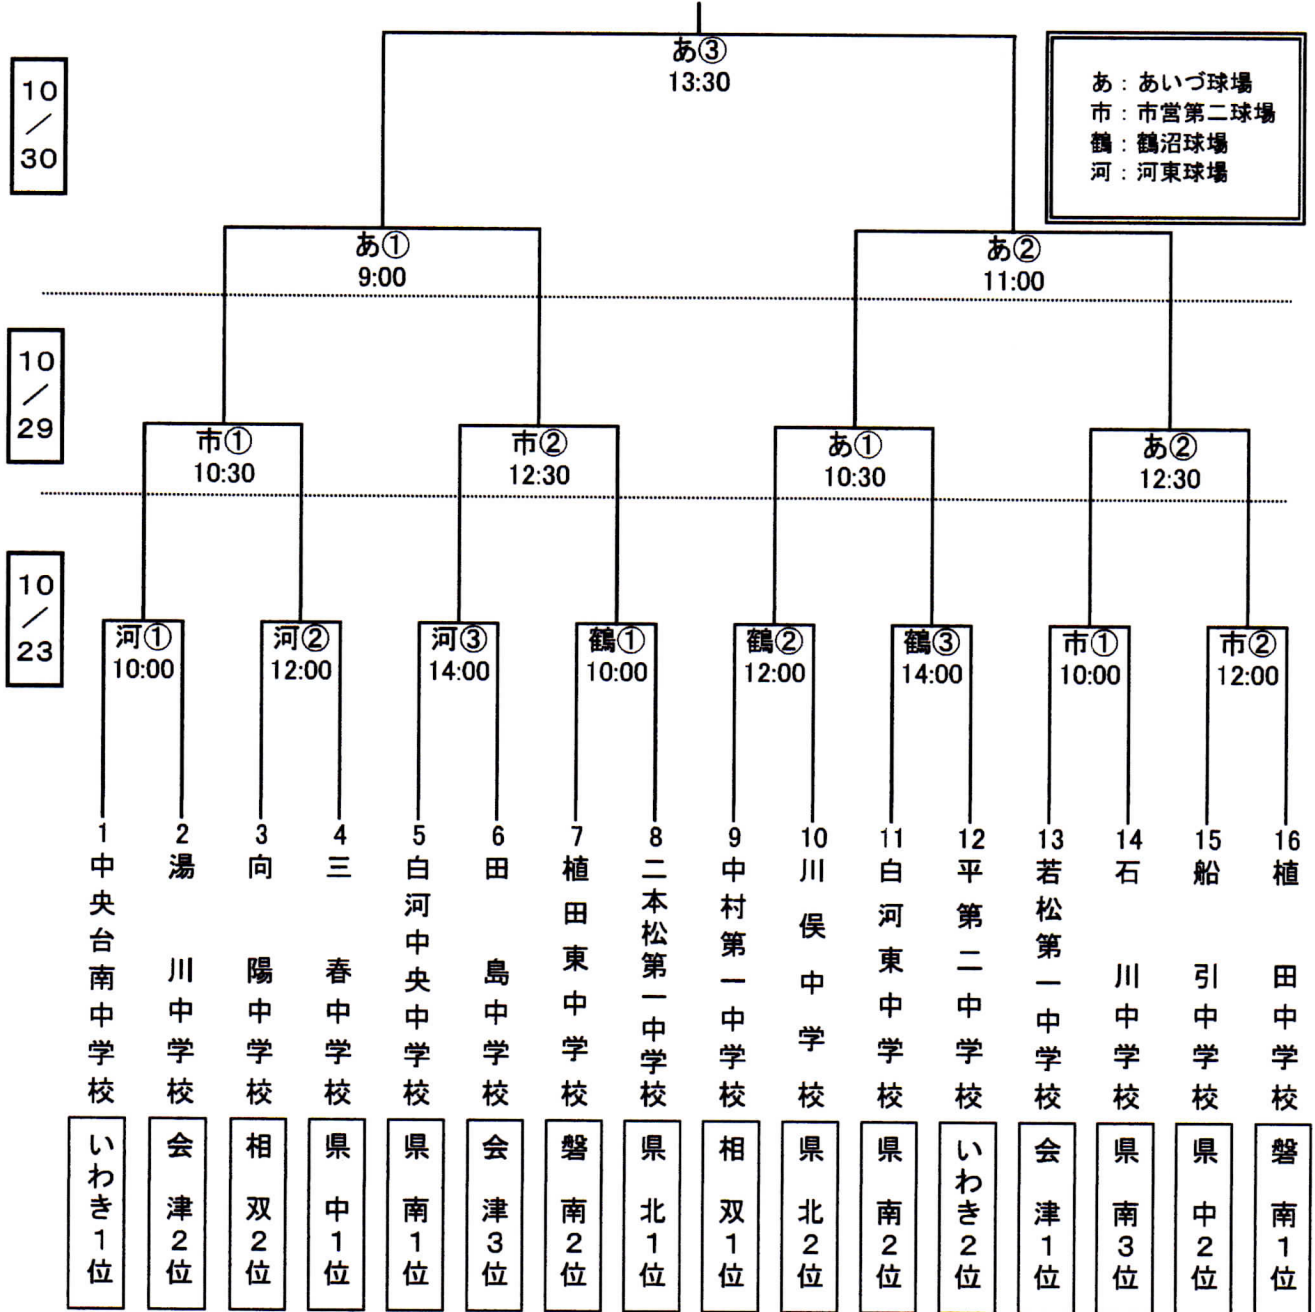 あ③
13:30
あ：あいづ球場
市：市営第二球場
鶴：鶴沼球場
河：河東球場
10／30
あ①
9:00
あ②
11:00
10／29
市①
10:30
市②
12:30
あ①
10:30
あ②
12:30
10／23
河①
10:00
河②
12:00
河③
14:00
鶴①
10:00
鶴②
12:00
鶴③
14:00
市①
10:00
市②
12:00
1
中央台南中学校
いわき1位
2
湯川中学校
会津2位
3
向陽中学校
相双2位
4
三春中学校
県中1位
5
白河中央中学校
県南1位
6
田島中学校
会津3位
7
植田東中学校
磐南2位
8
二本松第一中学校
県北1位
9
中村第一中学校
相双1位
10
川俣中学校
県北2位
11
白河東中学校
県南2位
12
平第二中学校
いわき2位
13
若松第一中学校
会津1位
14
石川中学校
県南3位
15
船引中学校
県中2位
16
植田中学校
磐南1位